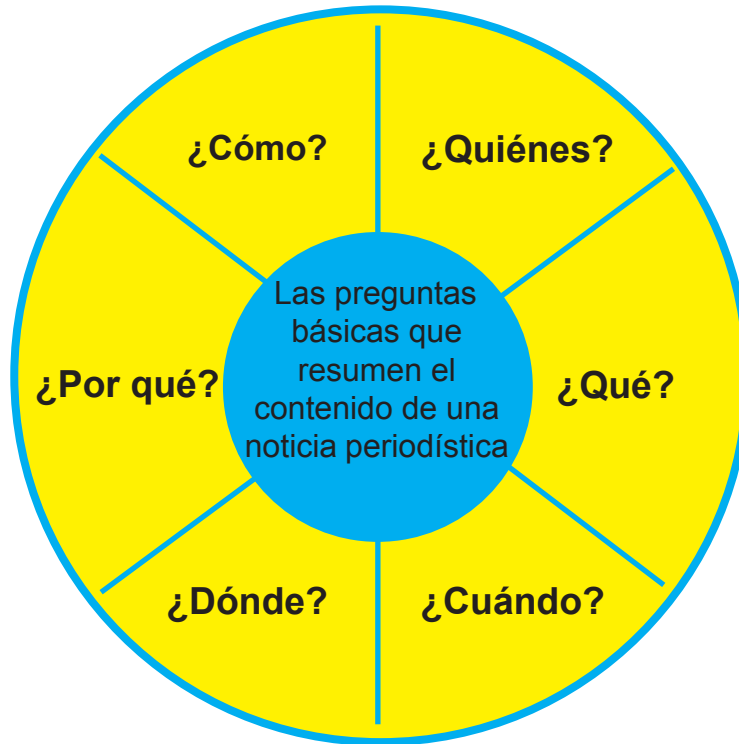 ¿Cómo?
¿Quiénes?
Las preguntas
básicas que
resumen el
contenido de una
noticia periodística
¿Por qué?
¿Qué?
¿Dónde?
¿Cuándo?